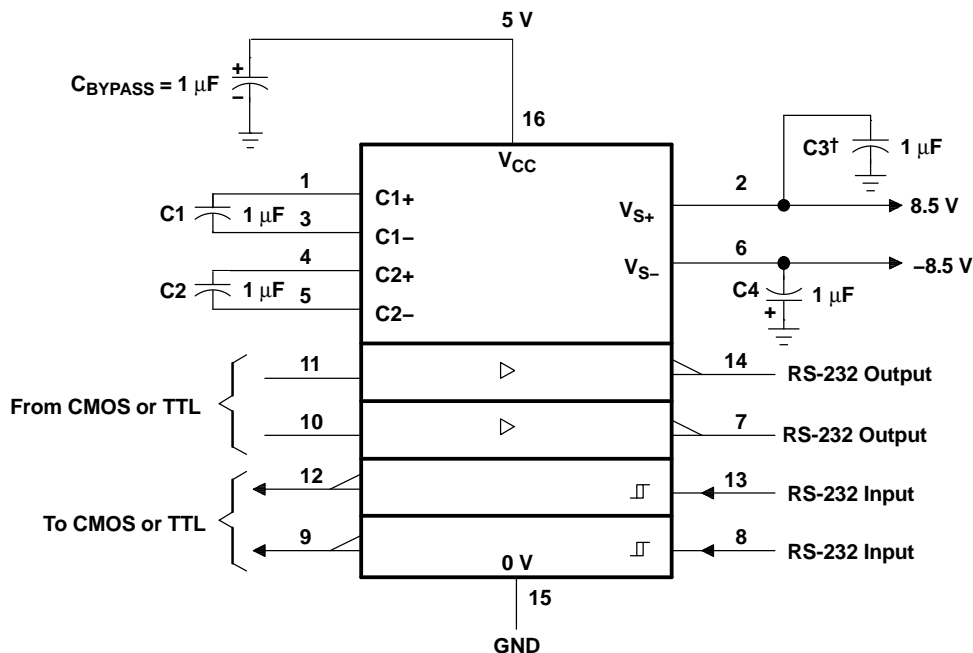 5 V
CBYPASS = 1 μF
+
−
16
VCC
C3†
1 μF
1
C1+
2
C1
1 μF
3
VS+
8.5 V
C1−
4
6
C2+
VS−
−8.5 V
C2
1 μF
5
C4
1 μF
C2−
+
11
14
RS-232 Output
From CMOS or TTL
10
7
RS-232 Output
12
13
RS-232 Input
To CMOS or TTL
9
8
RS-232 Input
0 V
15
GND